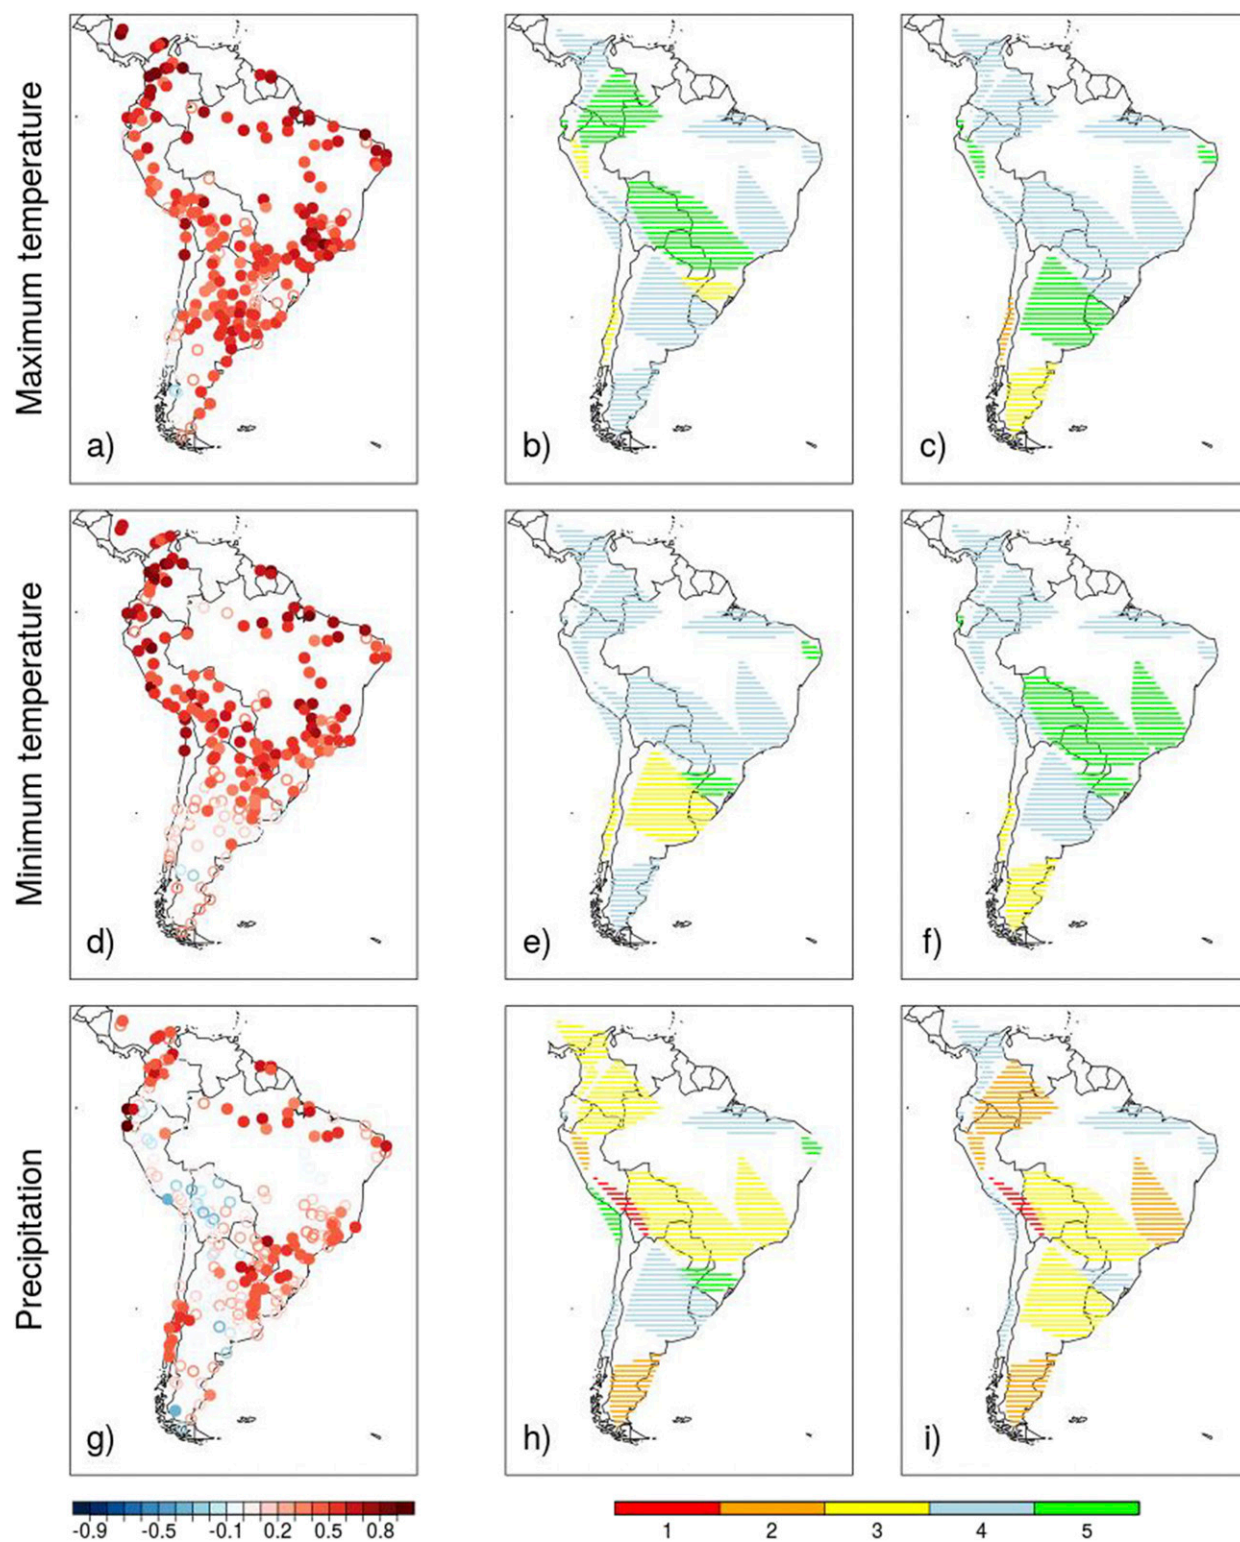 Maximum temperature
a)
b)
c)
Minimum temperature
d)
e)
f)
Precipitation
g)
h)
i)
-0.9 -0.5 -0.1 0.2 0.5 0.8
1 2 3 4 5